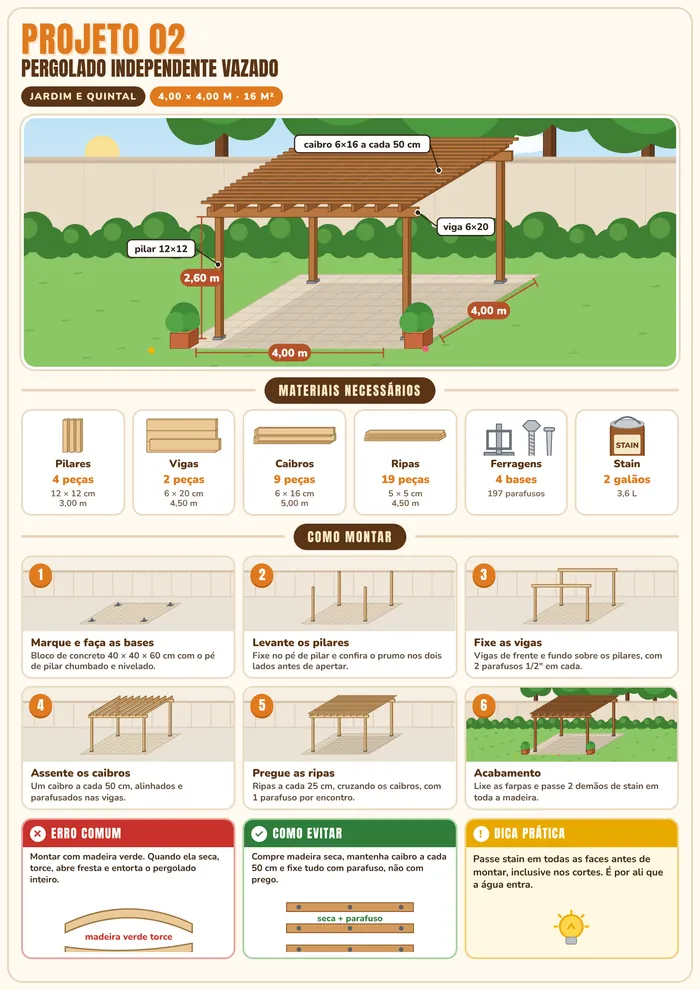 PROJETO 02
PERGOLADO INDEPENDENTE VAZADO
JARDIM E QUINTAL
4,00 × 4,00 M · 16 M²
caibro 6×16 a cada 50 cm
viga 6×20
pilar 12×12
2,60 m
4,00 m
4,00 m
MATERIAIS NECESSÁRIOS
Pilares
4 peças
12 × 12 cm
3,00 m
Vigas
2 peças
6 × 20 cm
4,50 m
Caibros
9 peças
6 × 16 cm
5,00 m
Ripas
19 peças
5 × 5 cm
4,50 m
Ferragens
4 bases
197 parafusos
STAIN
Stain
2 galões
3,6 L
COMO MONTAR
1
Marque e faça as bases
Bloco de concreto 40 × 40 × 60 cm com o pé
de pilar chumbado e nivelado.
2
Levante os pilares
Fixe no pé de pilar e confira o prumo nos dois
lados antes de apertar.
3
Fixe as vigas
Vigas de frente e fundo sobre os pilares, com
2 parafusos 1/2" em cada.
4
Assente os caibros
Um caibro a cada 50 cm, alinhados e
parafusados nas vigas.
5
Pregue as ripas
Ripas a cada 25 cm, cruzando os caibros, com
1 parafuso por encontro.
6
Acabamento
Lixe as farpas e passe 2 demãos de stain em
toda a madeira.
ERRO COMUM
Montar com madeira verde. Quando ela seca,
torce, abre fresta e entorta o pergolado
inteiro.
madeira verde torce
COMO EVITAR
Compre madeira seca, mantenha caibro a cada
50 cm e fixe tudo com parafuso, não com
prego.
seca + parafuso
! DICA PRÁTICA
Passe stain em todas as faces antes de
montar, inclusive nos cortes. É por ali que
a água entra.